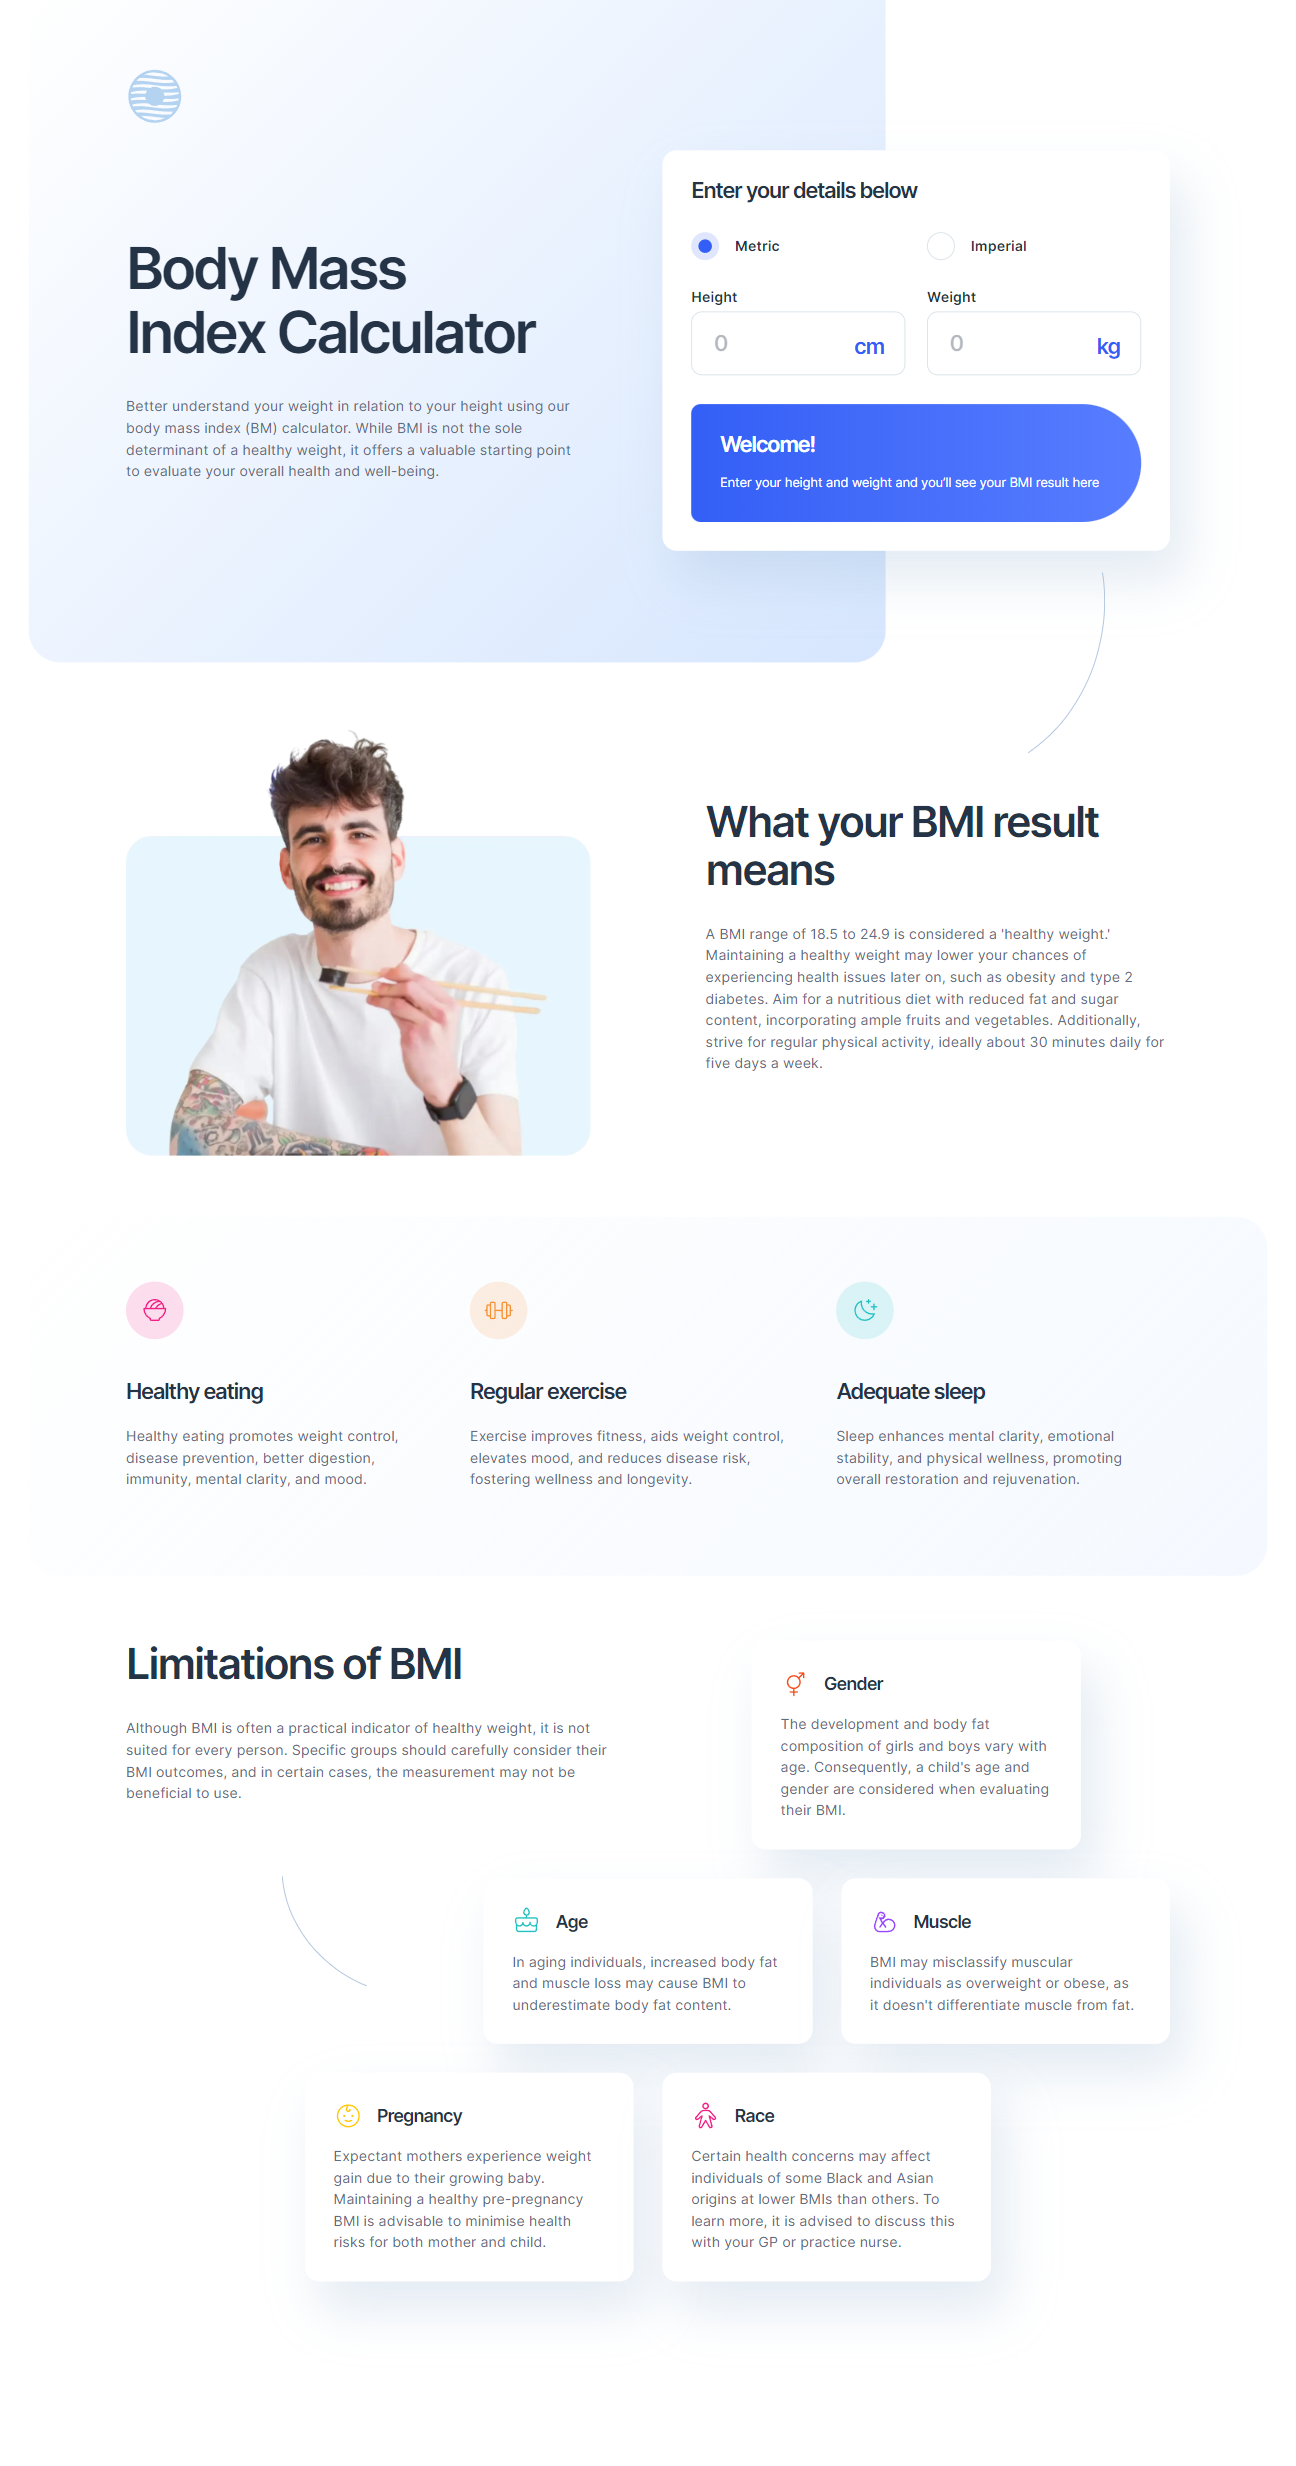 Body Mass
Index Calculator
Better understand your weight in relation to your height using our
body mass index (BM) calculator. While BMI is not the sole
determinant of a healthy weight, it offers a valuable starting point
to evaluate your overall health and well-being.
Enter your details below
Metric
Imperial
Height
Weight
0 cm
0 kg
Welcome!
Enter your height and weight and you’ll see your BMI result here
What your BMI result
means
A BMI range of 18.5 to 24.9 is considered a 'healthy weight.'
Maintaining a healthy weight may lower your chances of
experiencing health issues later on, such as obesity and type 2
diabetes. Aim for a nutritious diet with reduced fat and sugar
content, incorporating ample fruits and vegetables. Additionally,
strive for regular physical activity, ideally about 30 minutes daily for
five days a week.
Healthy eating
Healthy eating promotes weight control,
disease prevention, better digestion,
immunity, mental clarity, and mood.
Regular exercise
Exercise improves fitness, aids weight control,
elevates mood, and reduces disease risk,
fostering wellness and longevity.
Adequate sleep
Sleep enhances mental clarity, emotional
stability, and physical wellness, promoting
overall restoration and rejuvenation.
Limitations of BMI
Although BMI is often a practical indicator of healthy weight, it is not
suited for every person. Specific groups should carefully consider their
BMI outcomes, and in certain cases, the measurement may not be
beneficial to use.
Gender
The development and body fat
composition of girls and boys vary with
age. Consequently, a child's age and
gender are considered when evaluating
their BMI.
Age
In aging individuals, increased body fat
and muscle loss may cause BMI to
underestimate body fat content.
Muscle
BMI may misclassify muscular
individuals as overweight or obese, as
it doesn't differentiate muscle from fat.
Pregnancy
Expectant mothers experience weight
gain due to their growing baby.
Maintaining a healthy pre-pregnancy
BMI is advisable to minimise health
risks for both mother and child.
Race
Certain health concerns may affect
individuals of some Black and Asian
origins at lower BMIs than others. To
learn more, it is advised to discuss this
with your GP or practice nurse.